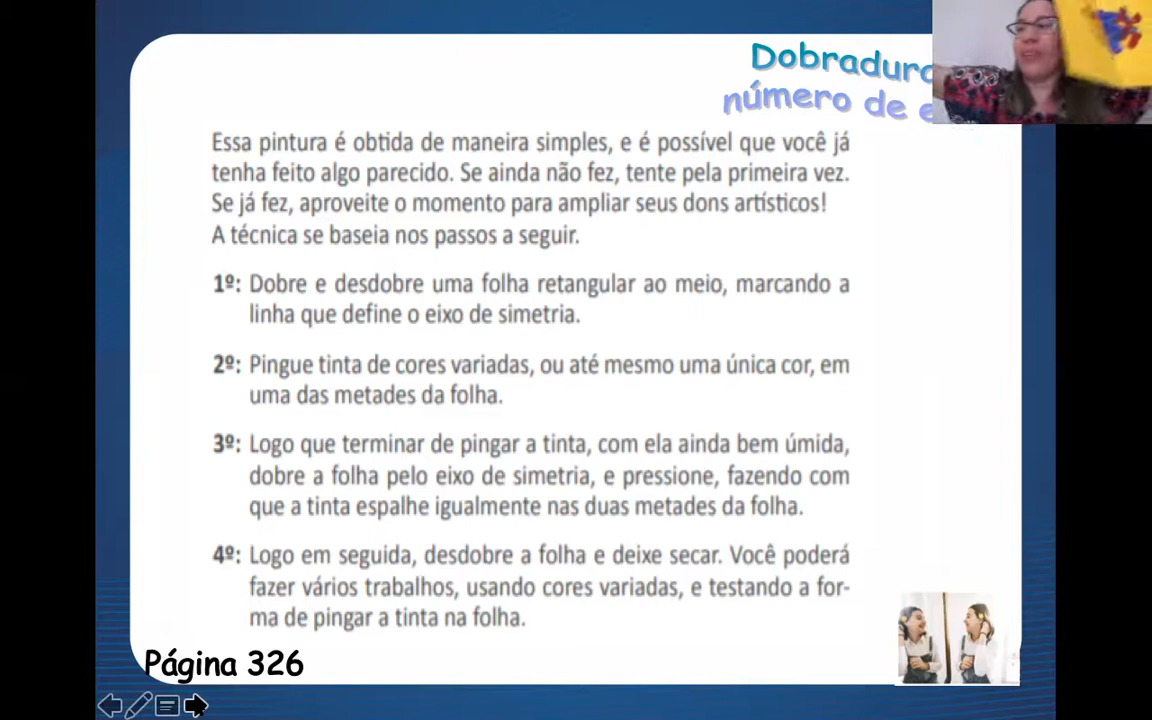 Dobradura
número de e
Essa pintura é obtida de maneira simples, e é possível que você já
tenha feito algo parecido. Se ainda não fez, tente pela primeira vez.
Se já fez, aproveite o momento para ampliar seus dons artísticos!
A técnica se baseia nos passos a seguir.
1º: Dobre e desdobre uma folha retangular ao meio, marcando a
linha que define o eixo de simetria.
2º: Pingue tinta de cores variadas, ou até mesmo uma única cor, em
uma das metades da folha.
3º: Logo que terminar de pingar a tinta, com ela ainda bem úmida,
dobre a folha pelo eixo de simetria, e pressione, fazendo com
que a tinta espalhe igualmente nas duas metades da folha.
4º: Logo em seguida, desdobre a folha e deixe secar. Você poderá
fazer vários trabalhos, usando cores variadas, e testando a for-
ma de pingar a tinta na folha.
Página 326